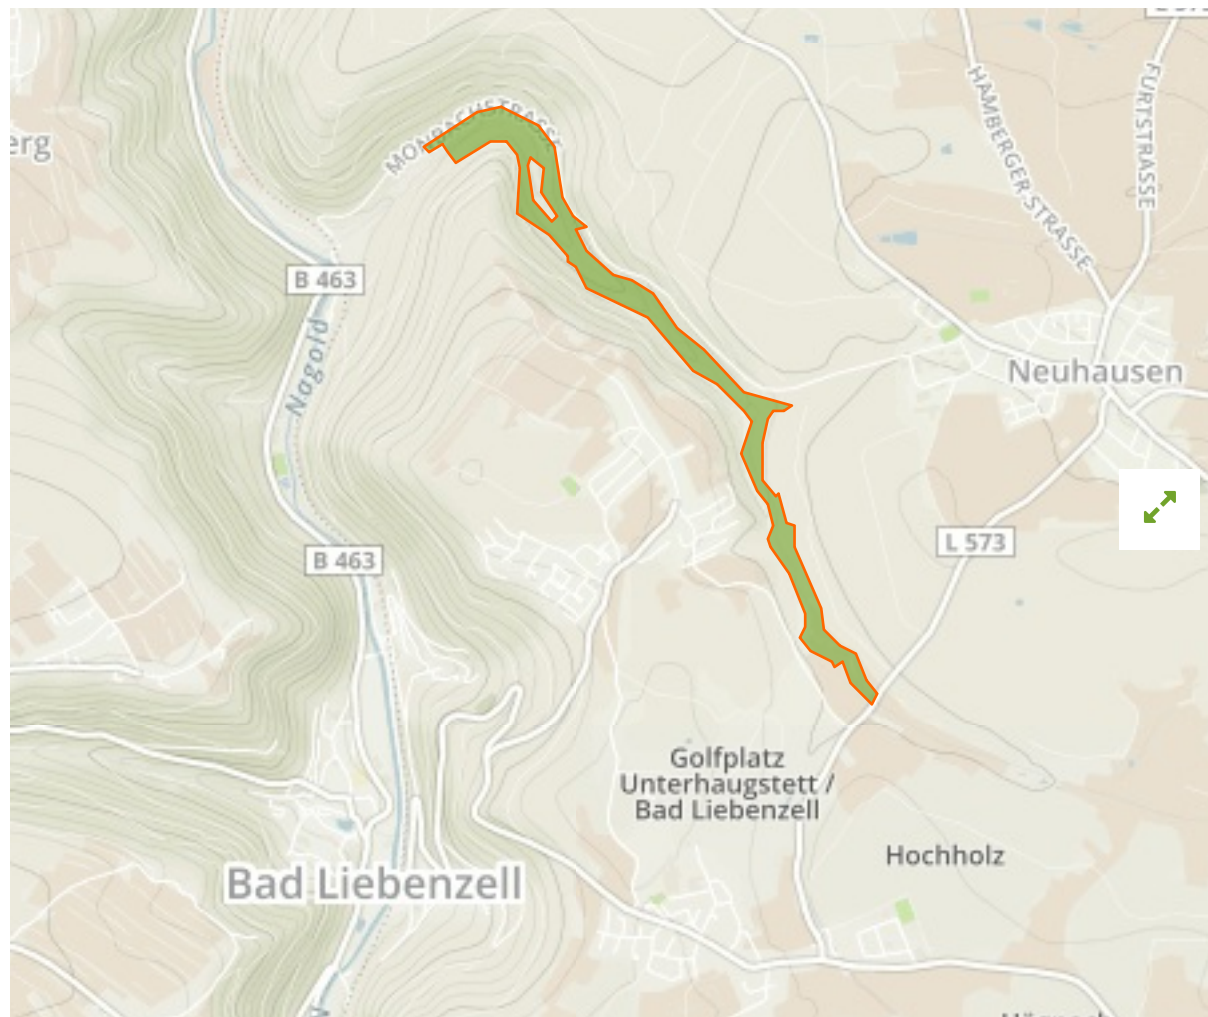 erg
MONBACHSTRASSE
HAMBERGER STRASSE
FURTSTRASSE
B 463
Nagold
Neuhausen
L 573
B 463
Golfplatz
Unterhaugstett /
Bad Liebenzell
Hochholz
Bad Liebenzell